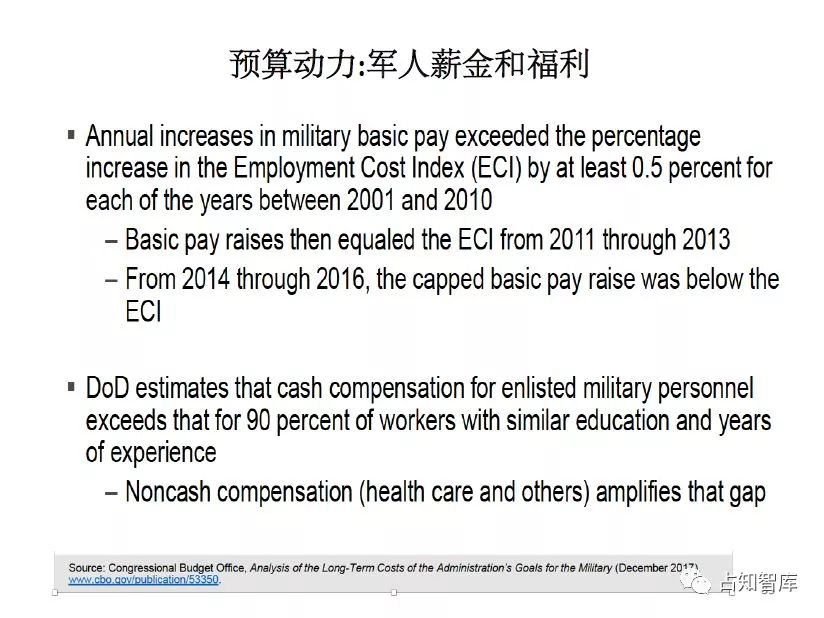 预算动力:军人薪金和福利
▪ Annual increases in military basic pay exceeded the percentage
increase in the Employment Cost Index (ECI) by at least 0.5 percent for
each of the years between 2001 and 2010
– Basic pay raises then equaled the ECI from 2011 through 2013
– From 2014 through 2016, the capped basic pay raise was below the
ECI
▪ DoD estimates that cash compensation for enlisted military personnel
exceeds that for 90 percent of workers with similar education and years
of experience
– Noncash compensation (health care and others) amplifies that gap
Source: Congressional Budget Office, Analysis of the Long-Term Costs of the Administration's Goals for the Military (December 2017),
www.cbo.gov/publication/53350.
占知智库